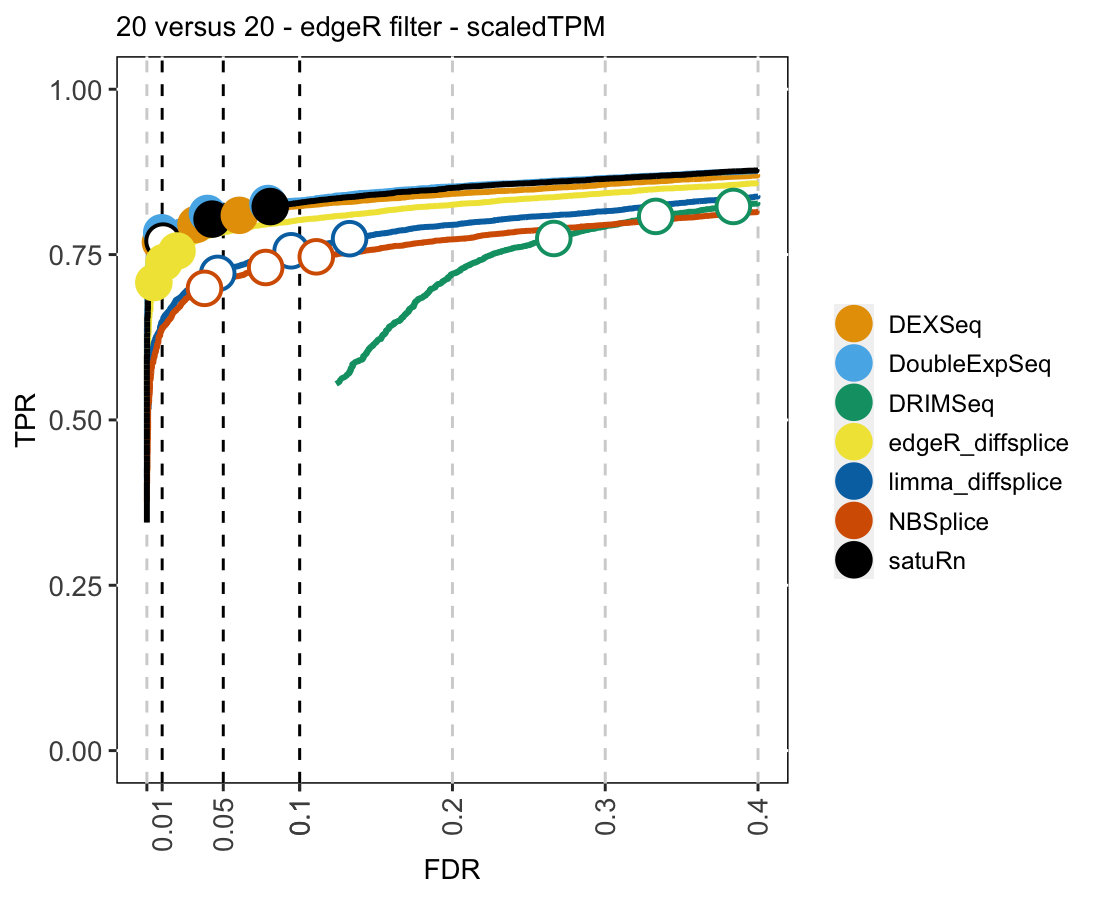 20 versus 20 - edgeR filter - scaledTPM
1.00
0.75
0.50
0.25
0.00
TPR
0.01
0.05
0.1
0.2
0.3
0.4
FDR
DEXSeq
DoubleExpSeq
DRIMSeq
edgeR_diffsplice
limma_diffsplice
NBSplice
satuRn